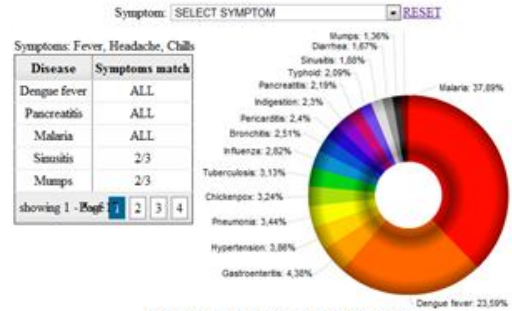 Symptom: SELECT SYMPTOM RESET
Symptoms: Fever, Headache, Chills
Disease Symptoms match
Dengue fever ALL
Pancreatitis ALL
Malaria ALL
Sinusitis 2/3
Mumps 2/3
showing 1 - 1 2 3 4
Mumps: 1,36%
Diarrhea: 1,67%
Sinusitis: 1,88%
Typhoid: 2,09%
Pancreatitis: 2,19%
Indigestion: 2,3%
Pericarditis: 2,4%
Bronchitis: 2,51%
Influenza: 2,82%
Tuberculosis: 3,13%
Chickenpox: 3,24%
Pneumonia: 3,44%
Hypertension: 3,86%
Gastroenteritis: 4,38%
Malaria: 37,89%
Dengue fever: 23,59%